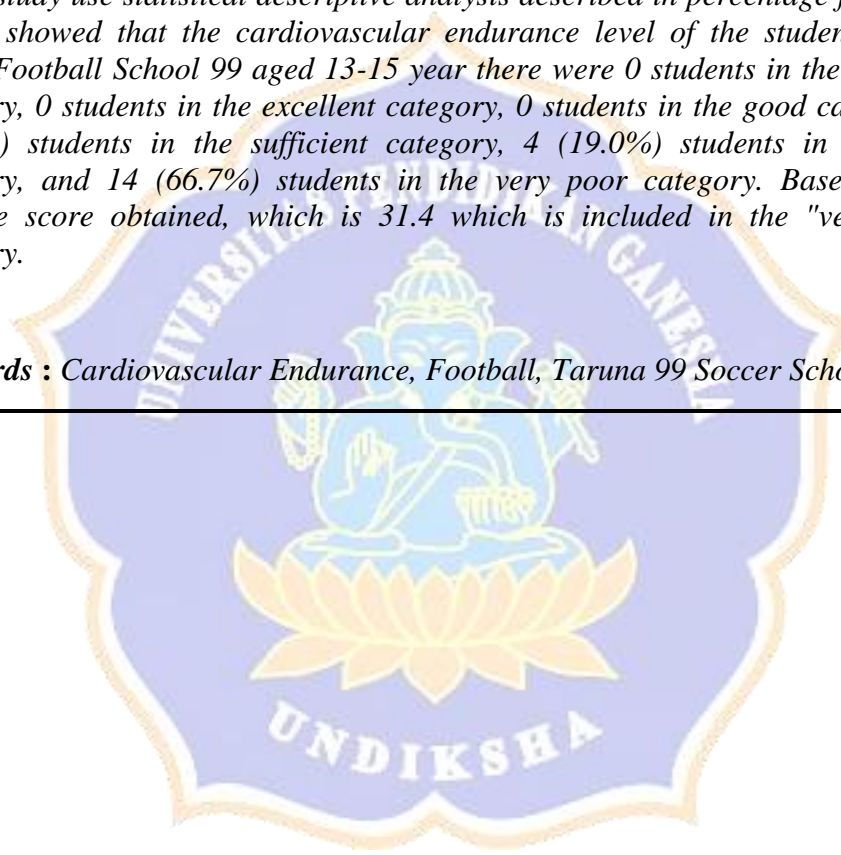 study use statistical descriptive analysis described in percentage
showed that the cardiovascular endurance level of the studen
Football School 99 aged 13-15 year there were 0 students in the
ry, 0 students in the excellent category, 0 students in the good ca
) students in the sufficient category, 4 (19.0%) students in
ry, and 14 (66.7%) students in the very poor category. Base
e score obtained, which is 31.4 which is included in the "ve
ry.
rds : Cardiovascular Endurance, Football, Taruna 99 Soccer Scho
UNIVERSITAS PENDIDIKAN GANESHA
UNDIKSHA